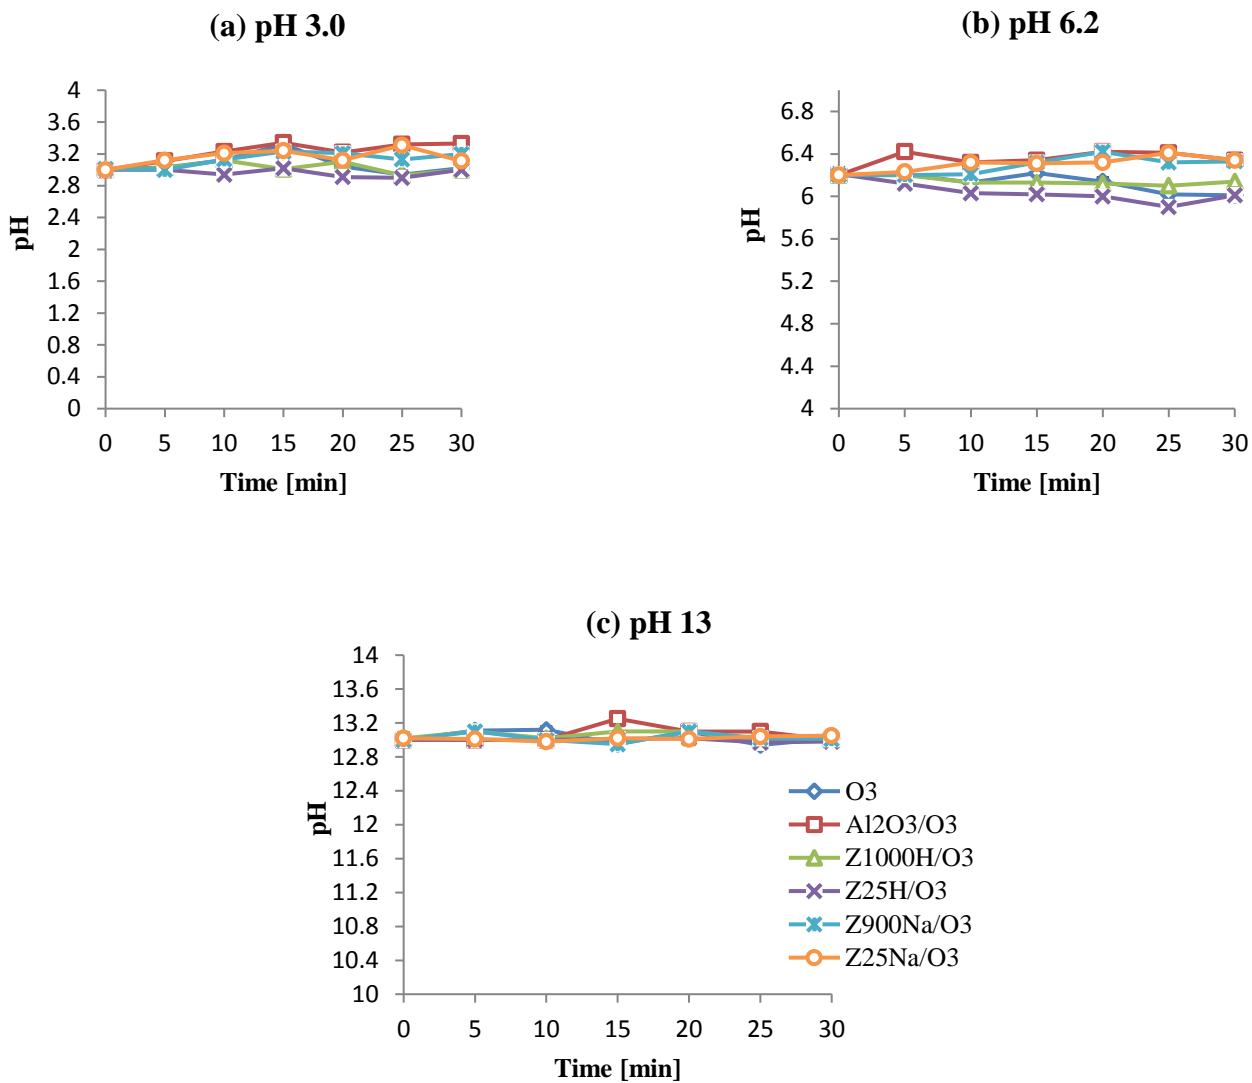 (a) pH 3.0
4
3.6
3.2
2.8
2.4
2
1.6
1.2
0.8
0.4
0
pH
0 5 10 15 20 25 30
Time [min]
(b) pH 6.2
6.8
6.4
6
5.6
5.2
4.8
4.4
4
pH
0 5 10 15 20 25 30
Time [min]
(c) pH 13
14
13.6
13.2
12.8
12.4
12
11.6
11.2
10.8
10.4
10
pH
0 5 10 15 20 25 30
Time [min]
O3
Al2O3/O3
Z1000H/O3
Z25H/O3
Z900Na/O3
Z25Na/O3